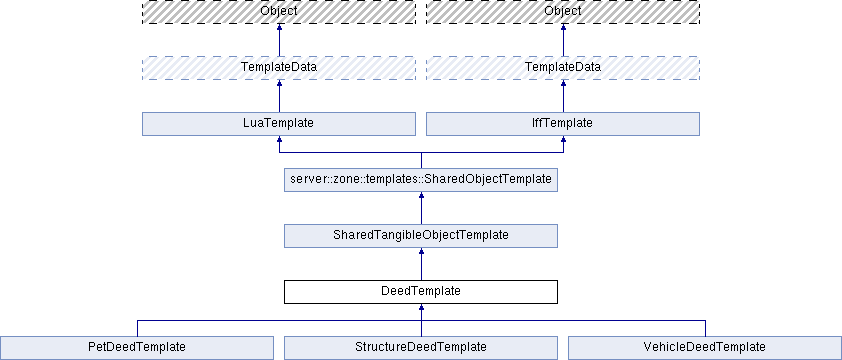 Object
Object
TemplateData
TemplateData
LuaTemplate
IffTemplate
server::zone::templates::SharedObjectTemplate
SharedTangibleObjectTemplate
DeedTemplate
PetDeedTemplate
StructureDeedTemplate
VehicleDeedTemplate